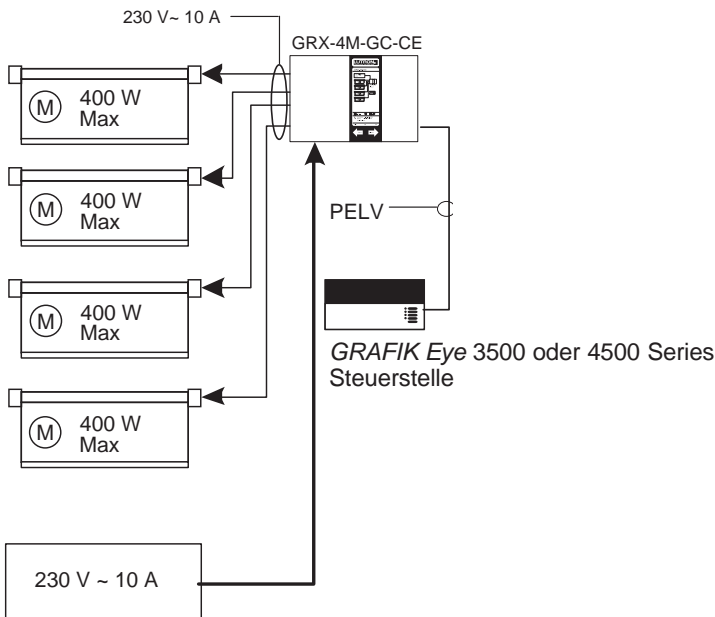 230 V~ 10 A
GRX-4M-GC-CE
LUTRON
M
400 W
Max
M
400 W
Max
PELV
M
400 W
Max
GRAFIK Eye 3500 oder 4500 Series
Steuerstelle
M
400 W
Max
230 V ~ 10 A